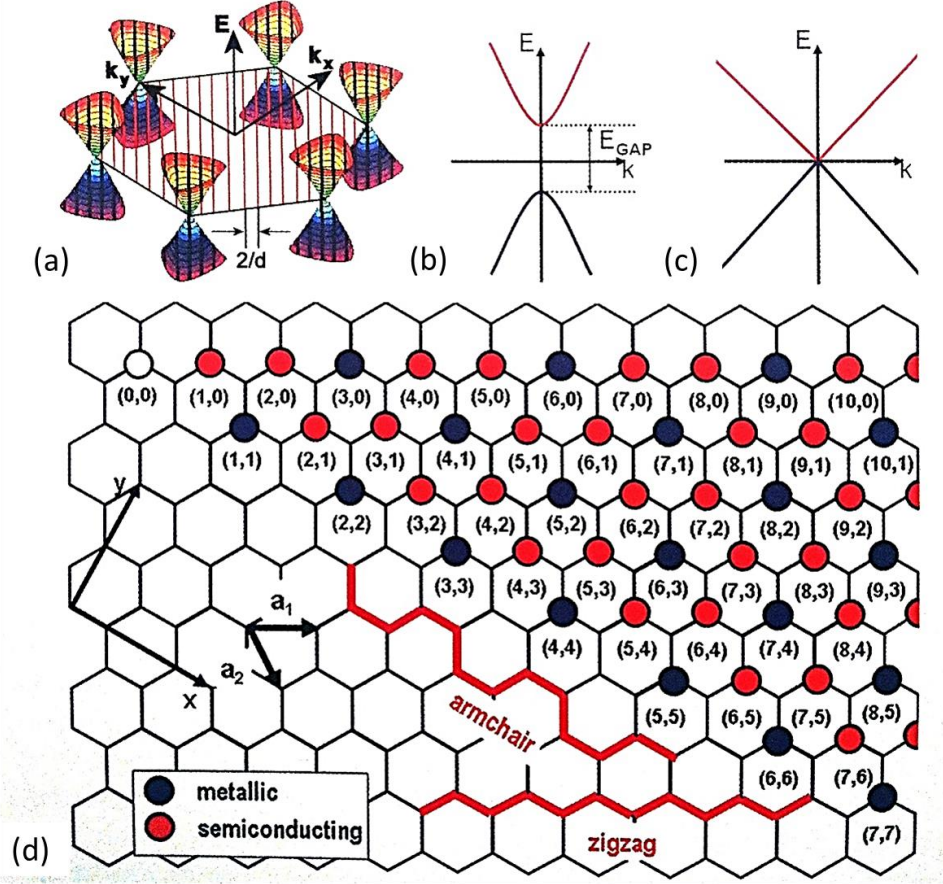 E
k_x
k_y
2/d
(a)
E
E_GAP
k
(b)
E
k
(c)
(0,0) (1,0) (2,0) (3,0) (4,0) (5,0) (6,0) (7,0) (8,0) (9,0) (10,0)
(1,1) (2,1) (3,1) (4,1) (5,1) (6,1) (7,1) (8,1) (9,1) (10,1)
(2,2) (3,2) (4,2) (5,2) (6,2) (7,2) (8,2) (9,2)
(3,3) (4,3) (5,3) (6,3) (7,3) (8,3) (9,3)
(4,4) (5,4) (6,4) (7,4) (8,4)
(5,5) (6,5) (7,5) (8,5)
(6,6) (7,6)
(7,7)
y
x
a₁
a₂
armchair
zigzag
metallic
semiconducting
(d)